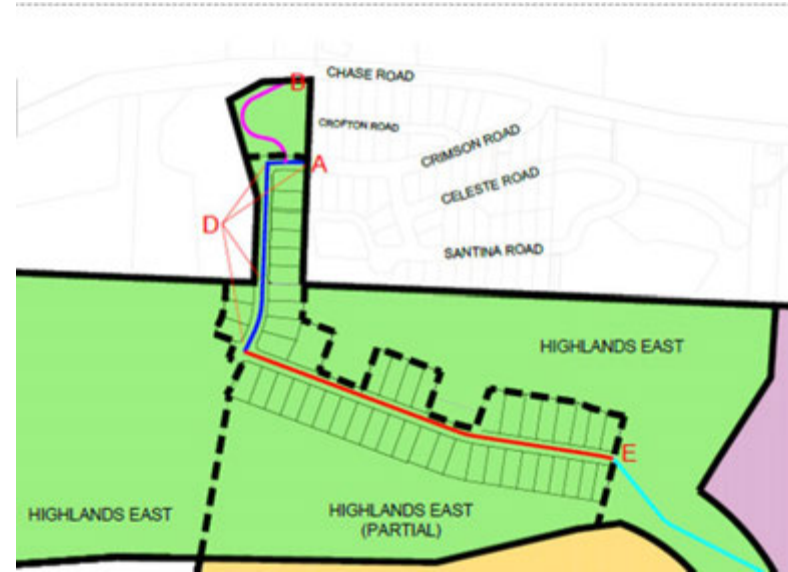 CHASE ROAD
B
CROFTON ROAD
CRIMSON ROAD
A
CELESTE ROAD
D
SANTINA ROAD
HIGHLANDS EAST
E
HIGHLANDS EAST
HIGHLANDS EAST
(PARTIAL)